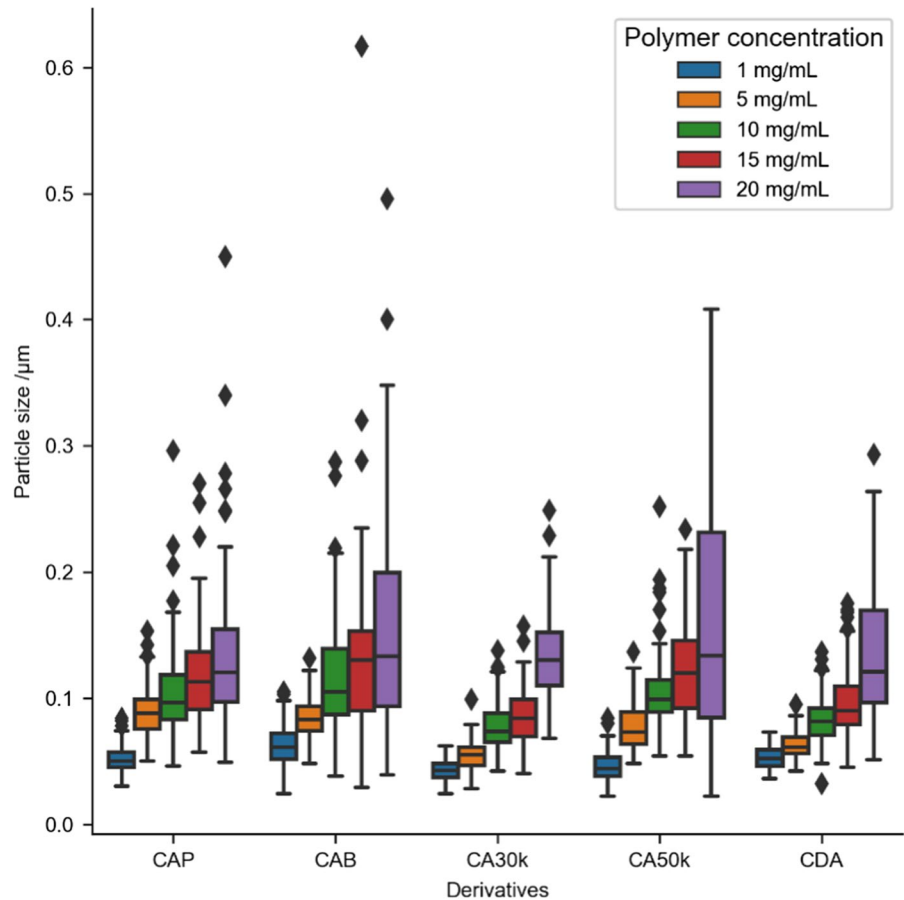 Polymer concentration
1 mg/mL
5 mg/mL
10 mg/mL
15 mg/mL
20 mg/mL
Particle size /μm
0.6
0.5
0.4
0.3
0.2
0.1
0.0
CAP CAB CA30k CA50k CDA
Derivatives